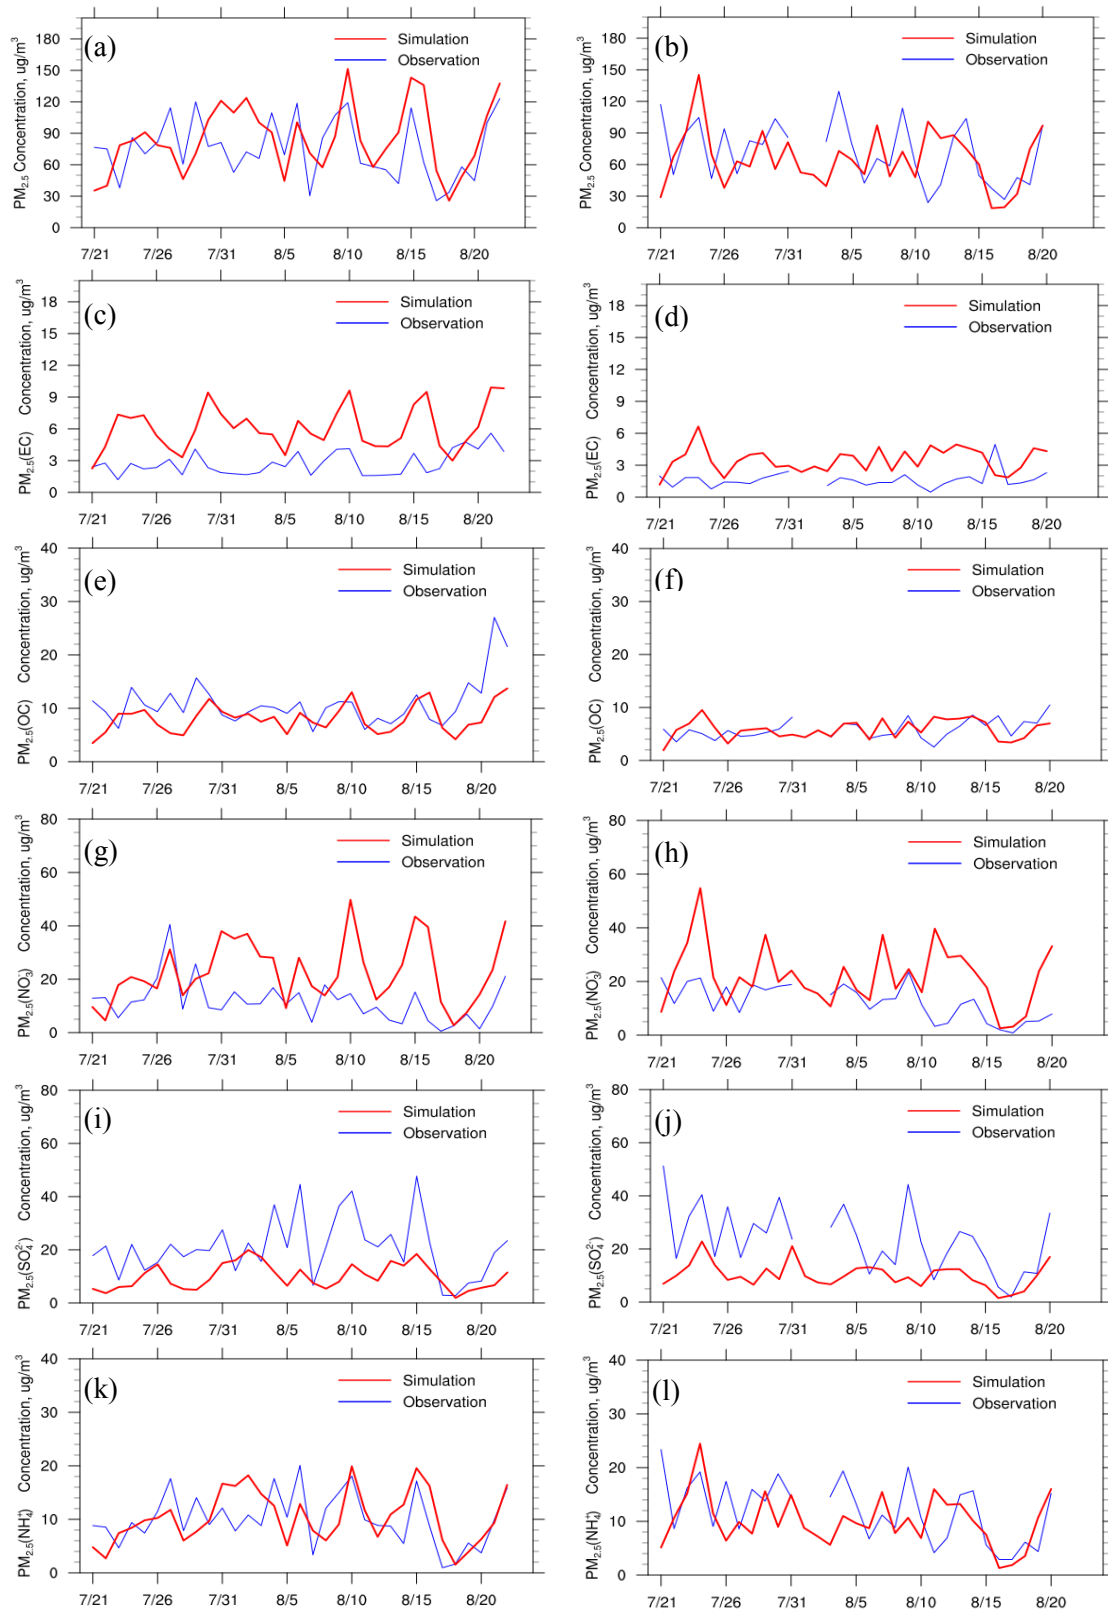 (a)
Simulation
Observation
PM2.5 Concentration, ug/m3
180
150
120
90
60
30
0
7/21 7/26 7/31 8/5 8/10 8/15 8/20
(b)
Simulation
Observation
PM2.5 Concentration, ug/m3
180
150
120
90
60
30
0
7/21 7/26 7/31 8/5 8/10 8/15 8/20
(c)
Simulation
Observation
PM2.5(EC) Concentration, ug/m3
18
15
12
9
6
3
0
7/21 7/26 7/31 8/5 8/10 8/15 8/20
(d)
Simulation
Observation
PM2.5(EC) Concentration, ug/m3
18
15
12
9
6
3
0
7/21 7/26 7/31 8/5 8/10 8/15 8/20
(e)
Simulation
Observation
PM2.5(OC) Concentration, ug/m3
40
30
20
10
0
7/21 7/26 7/31 8/5 8/10 8/15 8/20
(f)
Simulation
Observation
PM2.5(OC) Concentration, ug/m3
40
30
20
10
0
7/21 7/26 7/31 8/5 8/10 8/15 8/20
(g)
Simulation
Observation
PM2.5(NO3-) Concentration, ug/m3
80
60
40
20
0
7/21 7/26 7/31 8/5 8/10 8/15 8/20
(h)
Simulation
Observation
PM2.5(NO3-) Concentration, ug/m3
80
60
40
20
0
7/21 7/26 7/31 8/5 8/10 8/15 8/20
(i)
Simulation
Observation
PM2.5(SO42-) Concentration, ug/m3
80
60
40
20
0
7/21 7/26 7/31 8/5 8/10 8/15 8/20
(j)
Simulation
Observation
PM2.5(SO42-) Concentration, ug/m3
80
60
40
20
0
7/21 7/26 7/31 8/5 8/10 8/15 8/20
(k)
Simulation
Observation
PM2.5(NH4+) Concentration, ug/m3
40
30
20
10
0
7/21 7/26 7/31 8/5 8/10 8/15 8/20
(l)
Simulation
Observation
PM2.5(NH4+) Concentration, ug/m3
40
30
20
10
0
7/21 7/26 7/31 8/5 8/10 8/15 8/20